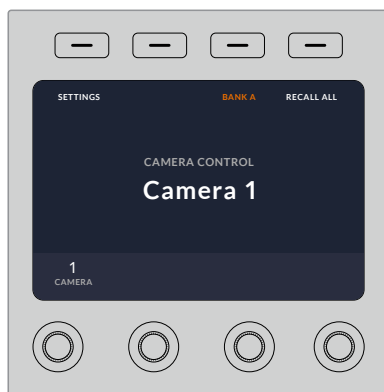 SETTINGS BANK A RECALL ALL
CAMERA CONTROL
Camera 1
1
CAMERA